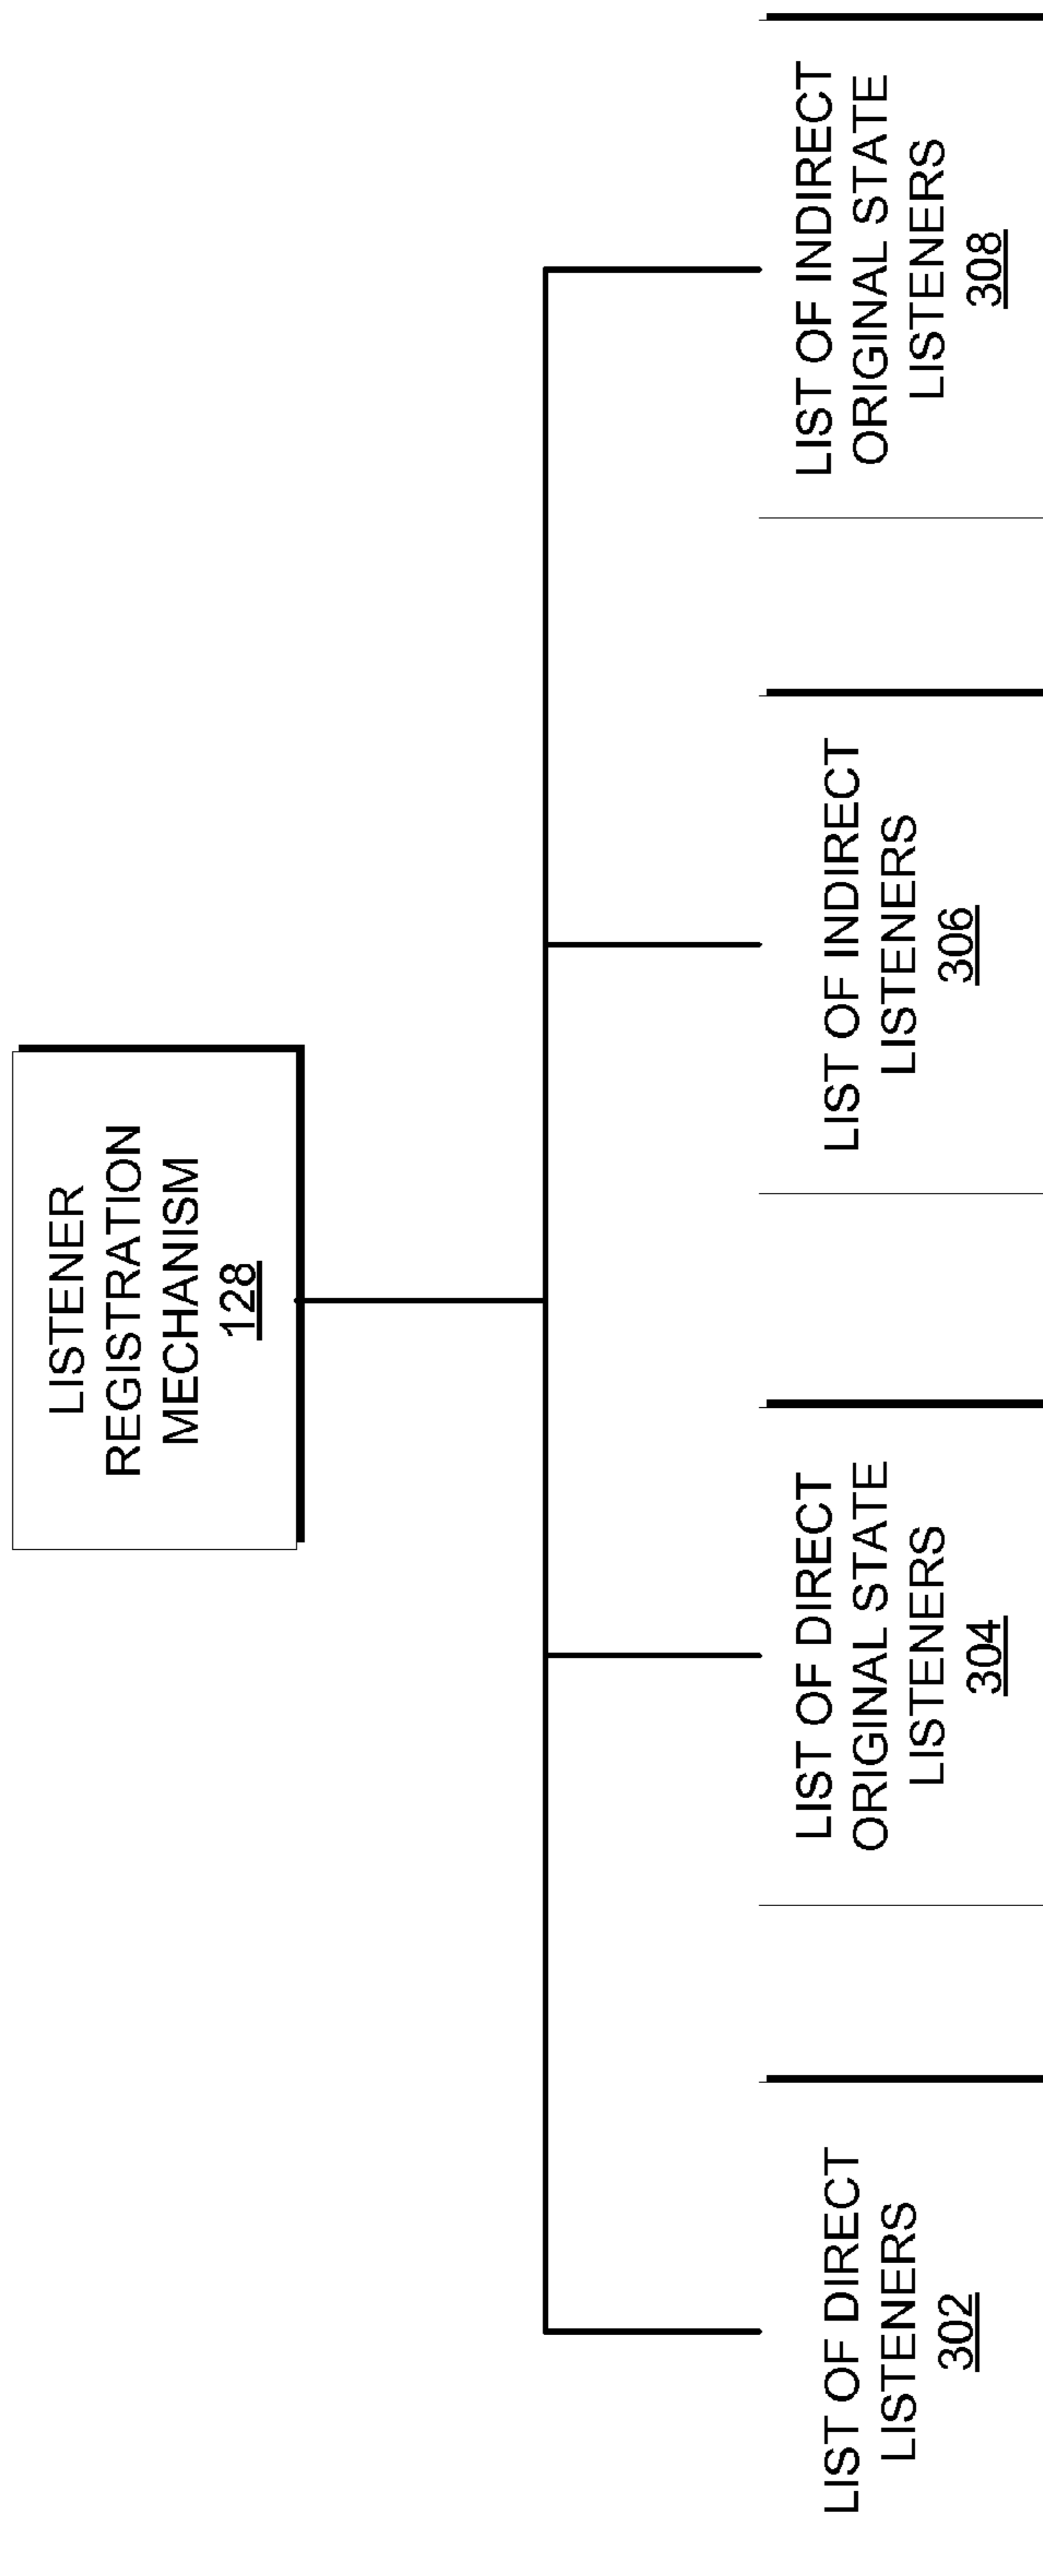 LISTENER
REGISTRATION
MECHANISM
128
LIST OF DIRECT
LISTENERS
302
LIST OF DIRECT
ORIGINAL STATE
LISTENERS
304
LIST OF INDIRECT
LISTENERS
306
LIST OF INDIRECT
ORIGINAL STATE
LISTENERS
308